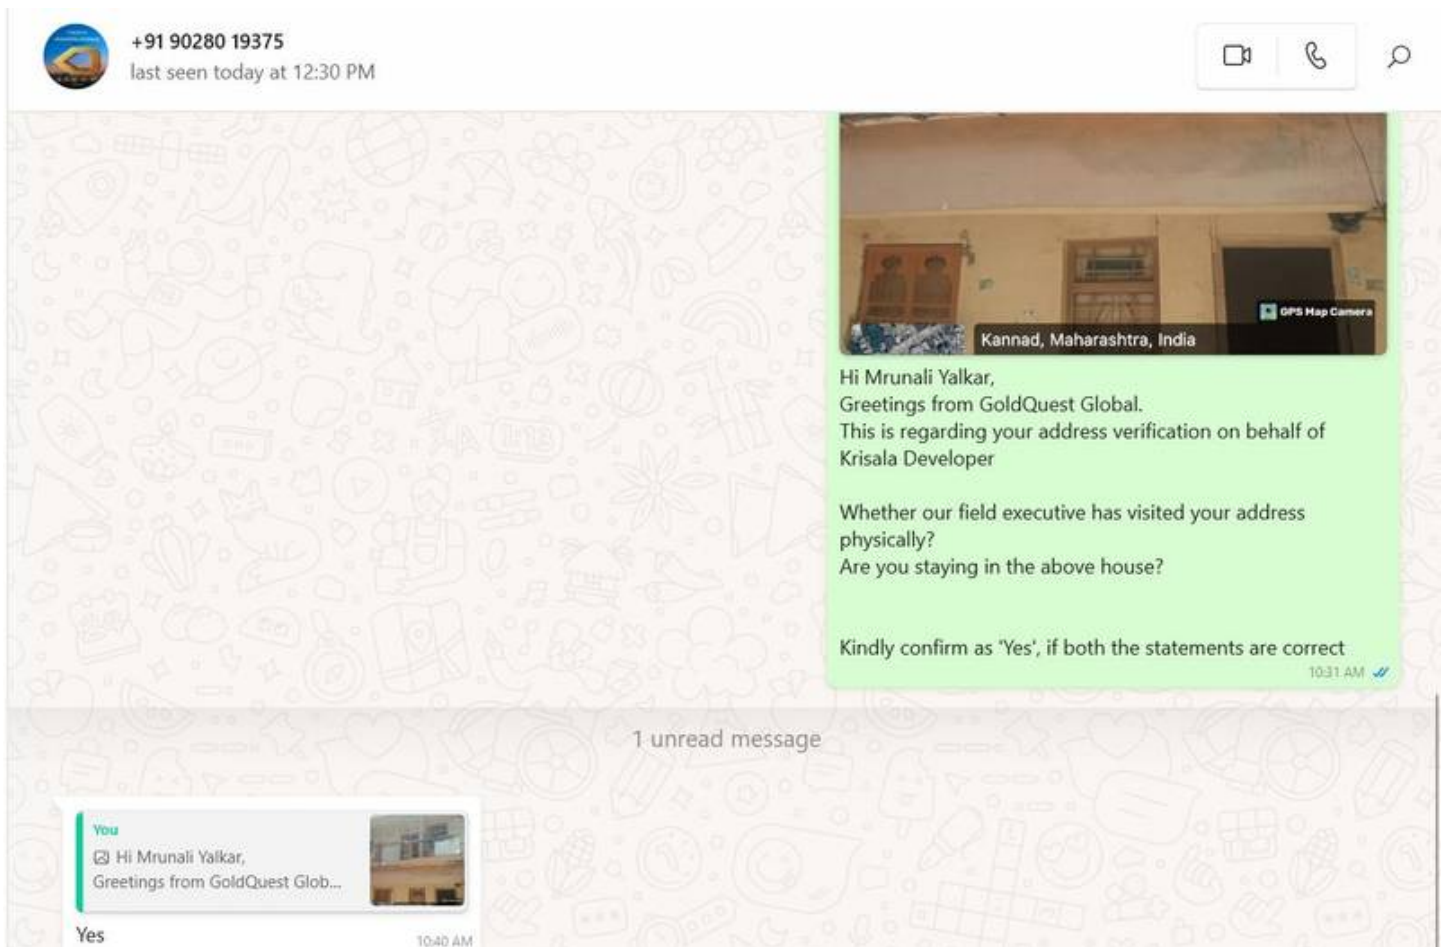 +91 90280 19375
last seen today at 12:30 PM
GPS Map Camera
Kannad, Maharashtra, India
Hi Mrunali Yalkar,
Greetings from GoldQuest Global.
This is regarding your address verification on behalf of
Krisala Developer
Whether our field executive has visited your address
physically?
Are you staying in the above house?
Kindly confirm as 'Yes', if both the statements are correct
10:31 AM
1 unread message
You
Hi Mrunali Yalkar,
Greetings from GoldQuest Glob...
Yes
10:40 AM